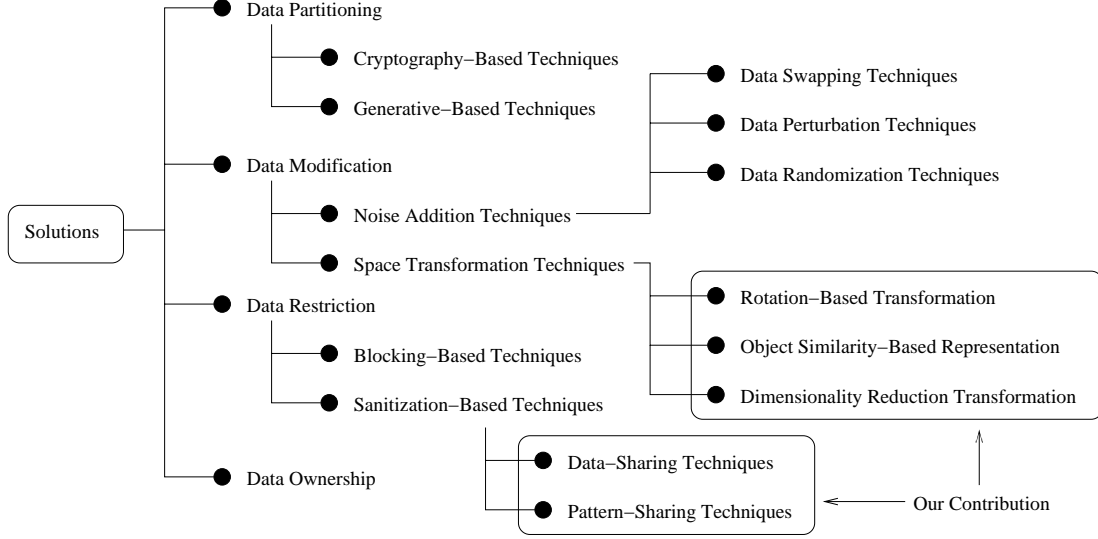 Data Partitioning
Cryptography−Based Techniques
Generative−Based Techniques
Data Swapping Techniques
Data Perturbation Techniques
Data Randomization Techniques
Data Modification
Noise Addition Techniques
Space Transformation Techniques
Solutions
Rotation−Based Transformation
Object Similarity−Based Representation
Dimensionality Reduction Transformation
Data Restriction
Blocking−Based Techniques
Sanitization−Based Techniques
Data−Sharing Techniques
Pattern−Sharing Techniques
Data Ownership
Our Contribution